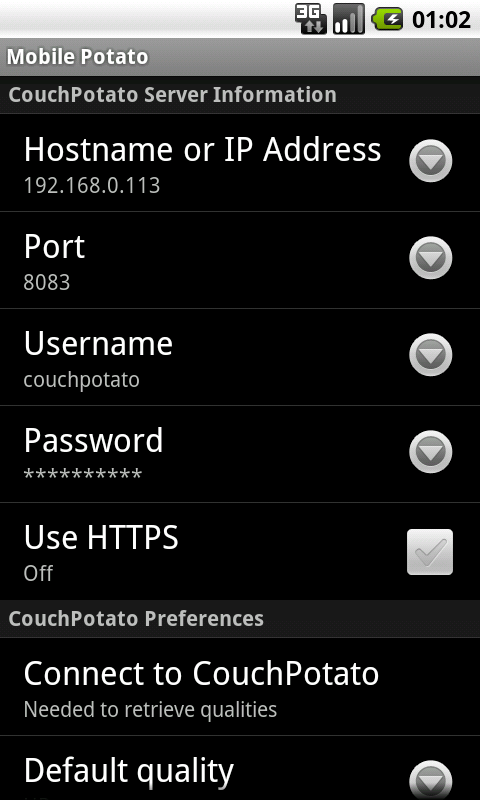 3G
01:02
Mobile Potato
CouchPotato Server Information
Hostname or IP Address
192.168.0.113
Port
8083
Username
couchpotato
Password
**********
Use HTTPS
Off
CouchPotato Preferences
Connect to CouchPotato
Needed to retrieve qualities
Default quality